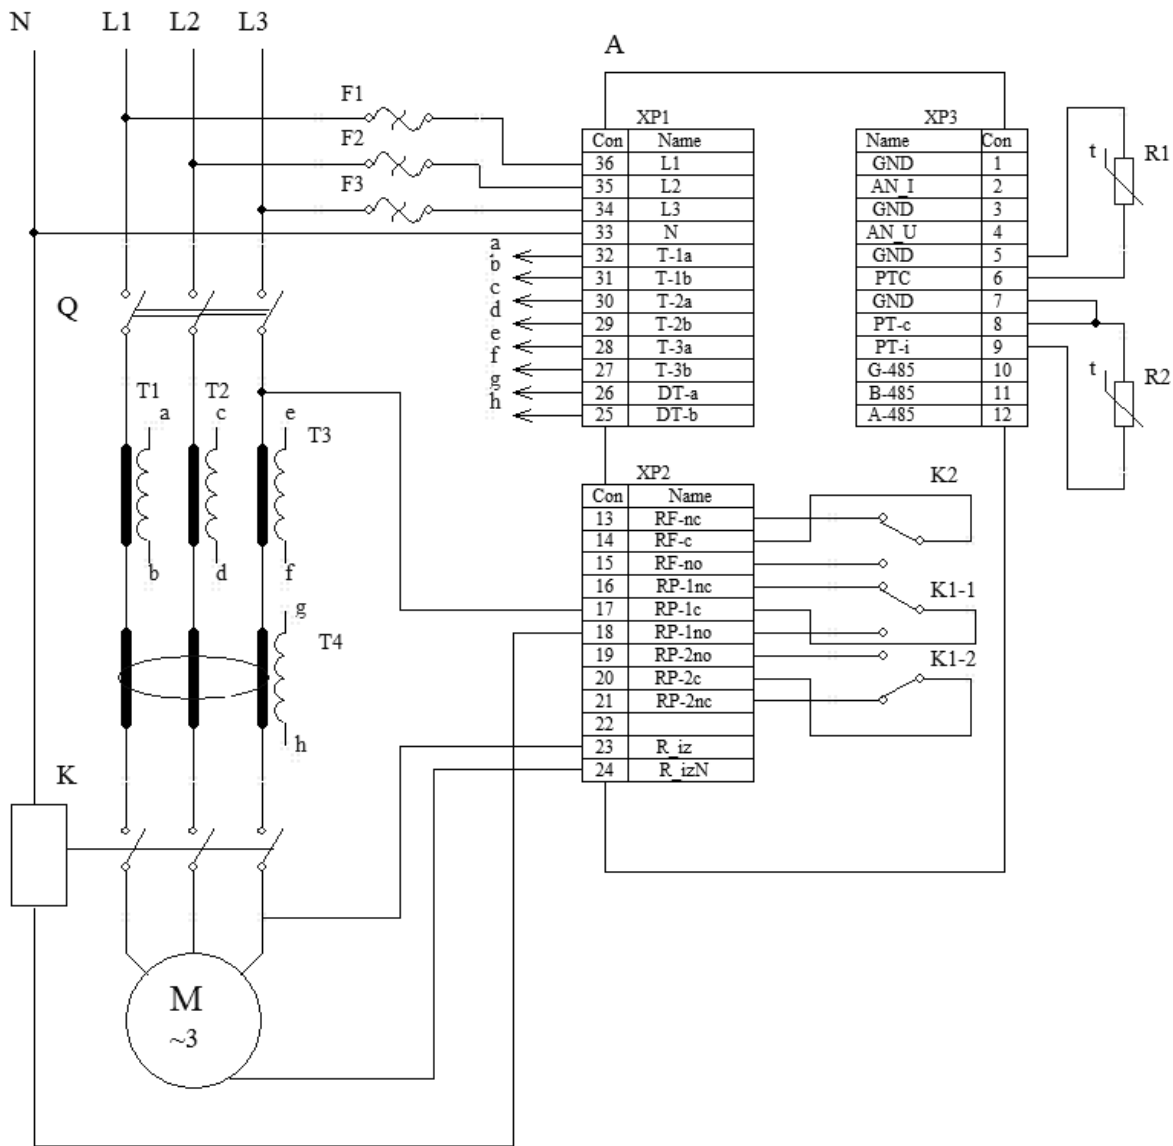 N L1 L2 L3
A
F1
F2
F3
XP1
Con Name
36 L1
35 L2
34 L3
33 N
32 T-1a
31 T-1b
30 T-2a
29 T-2b
28 T-3a
27 T-3b
26 DT-a
25 DT-b
a
b
c
d
e
f
g
h
XP3
Name Con
GND 1
AN_I 2
GND 3
AN_U 4
GND 5
PTC 6
GND 7
PT-c 8
PT-i 9
G-485 10
B-485 11
A-485 12
t R1
t R2
Q
T1 a T2 c e
T3
b d f
g
T4
h
K
XP2
Con Name
13 RF-nc
14 RF-c
15 RF-no
16 RP-1nc
17 RP-1c
18 RP-1no
19 RP-2no
20 RP-2c
21 RP-2nc
22
23 R_iz
24 R_izN
K2
K1-1
K1-2
M
~3